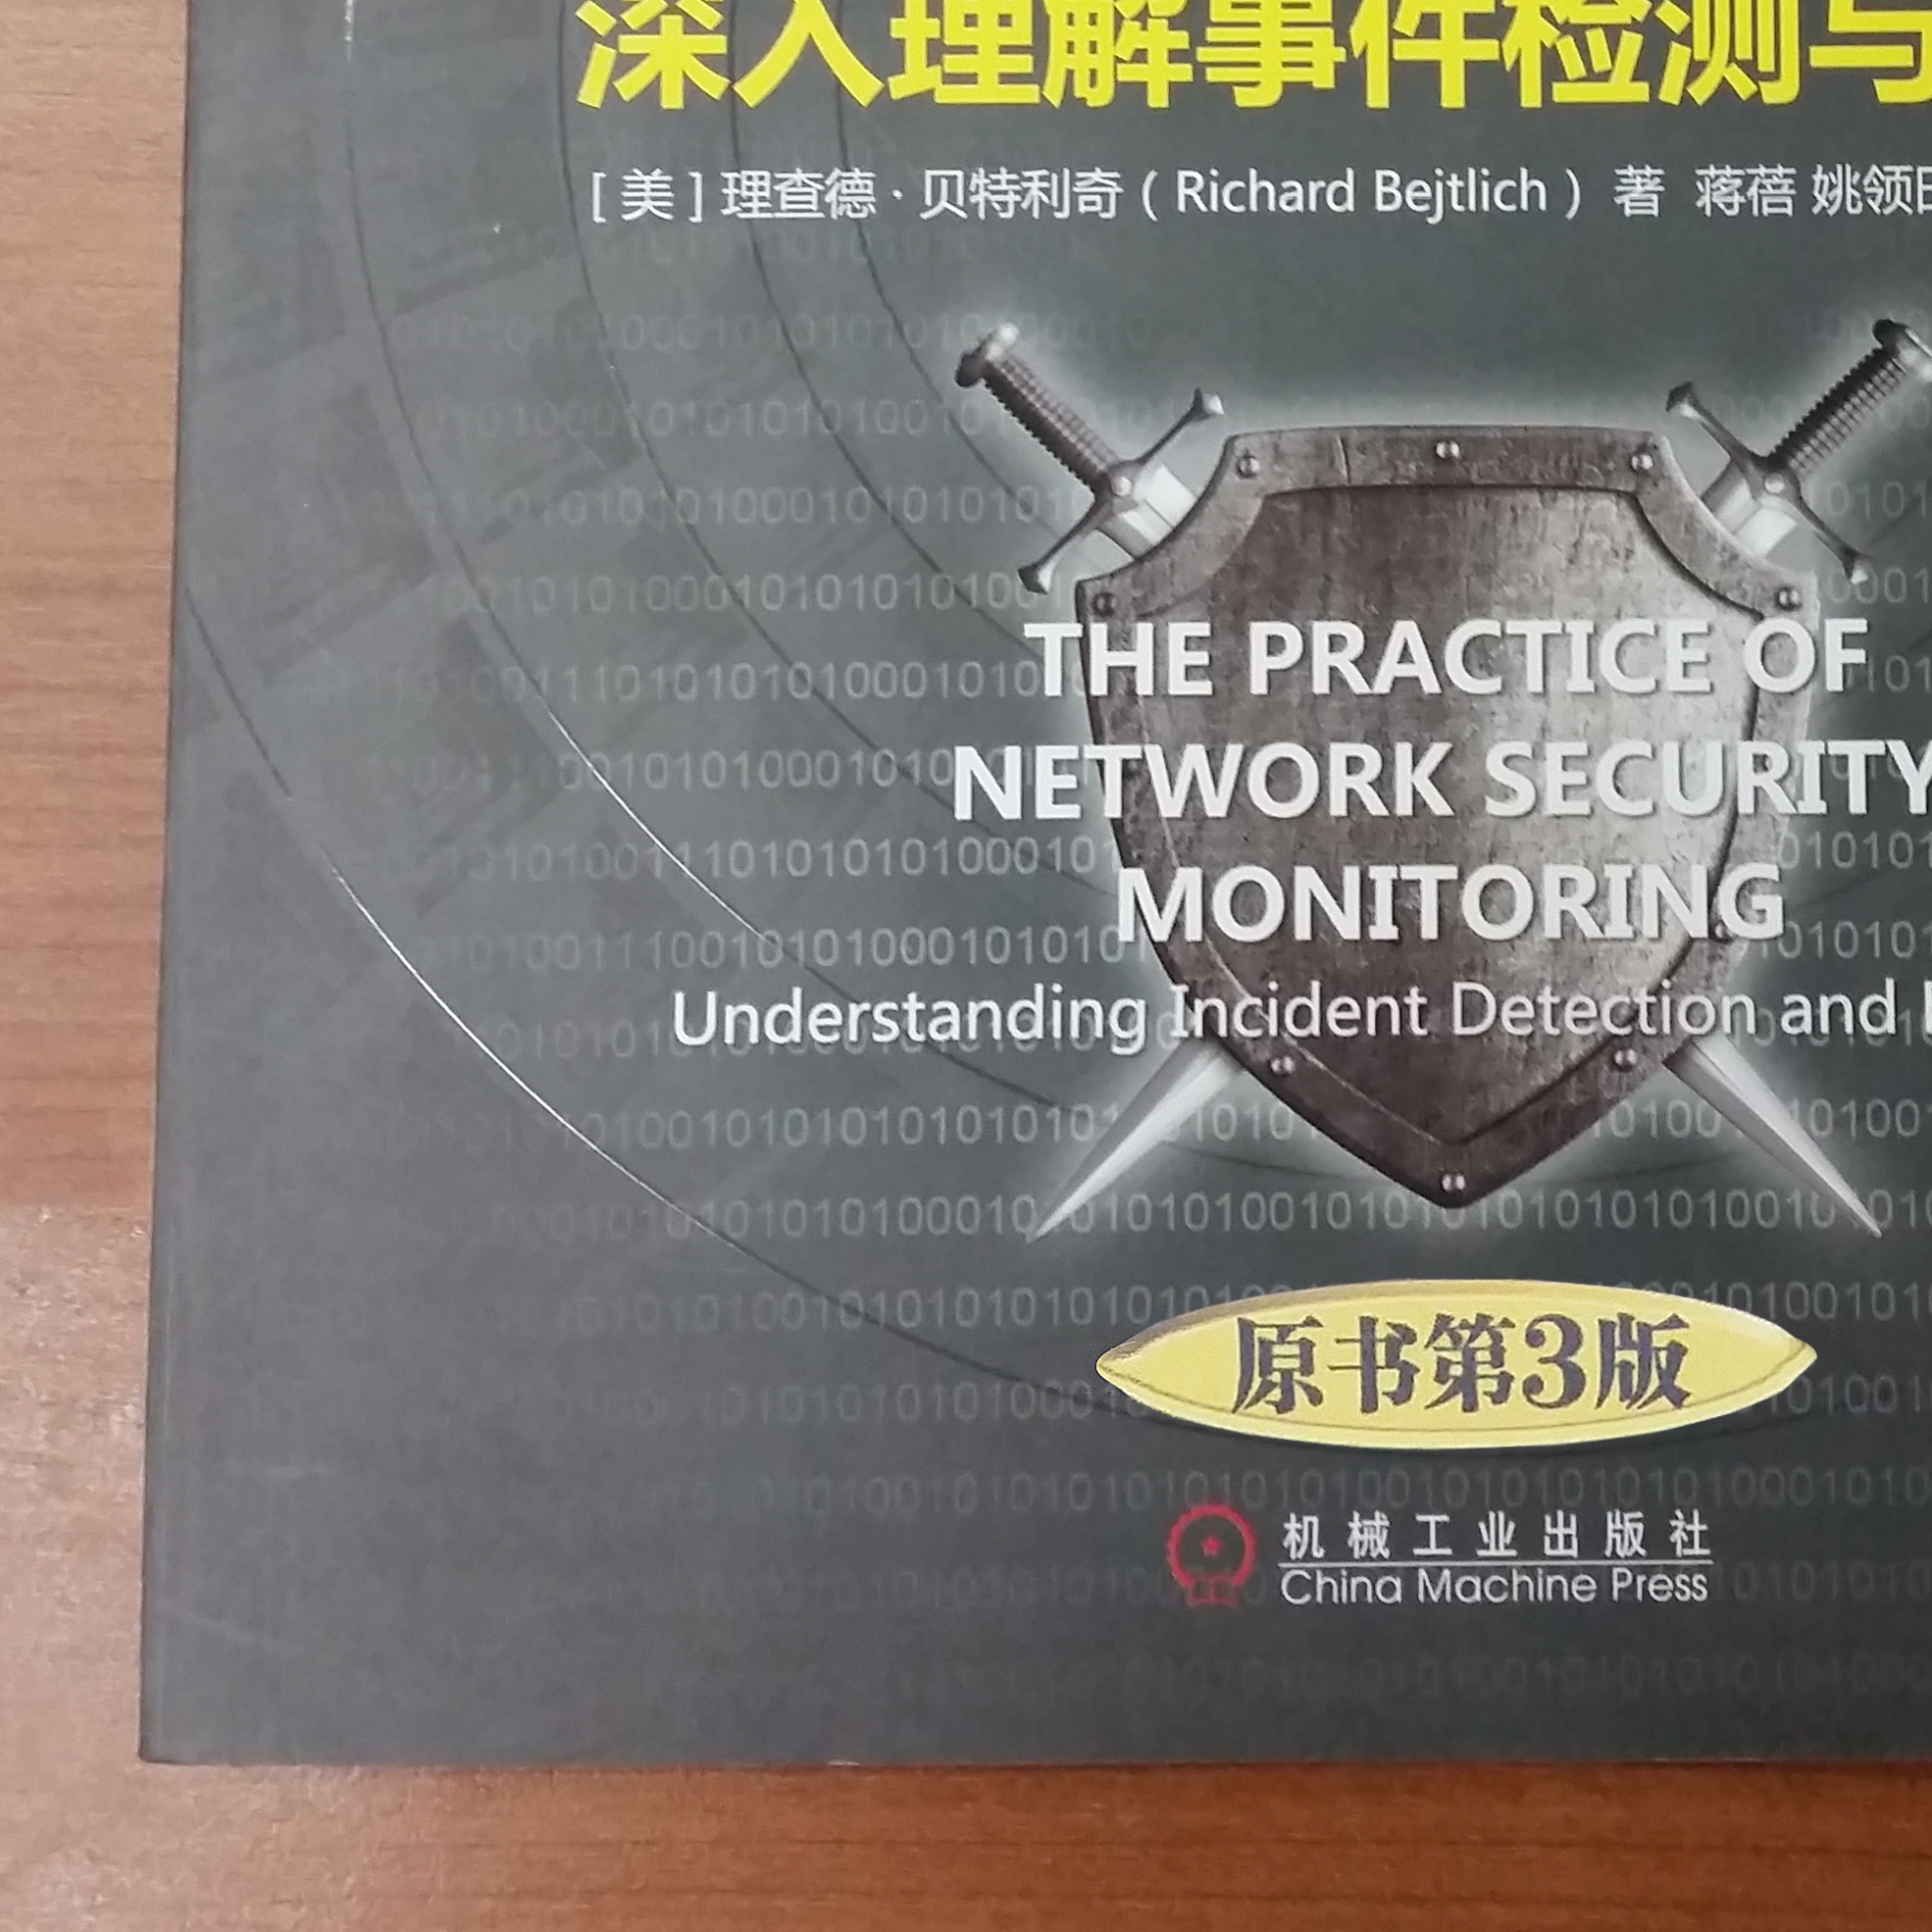 深入理解事件检测与
[美]理查德·贝特利奇（Richard Bejtlich）著 蒋蓓 姚领
THE PRACTICE OF
NETWORK SECURITY
MONITORING
Understanding Incident Detection and
原书第3版
机械工业出版社
China Machine Press